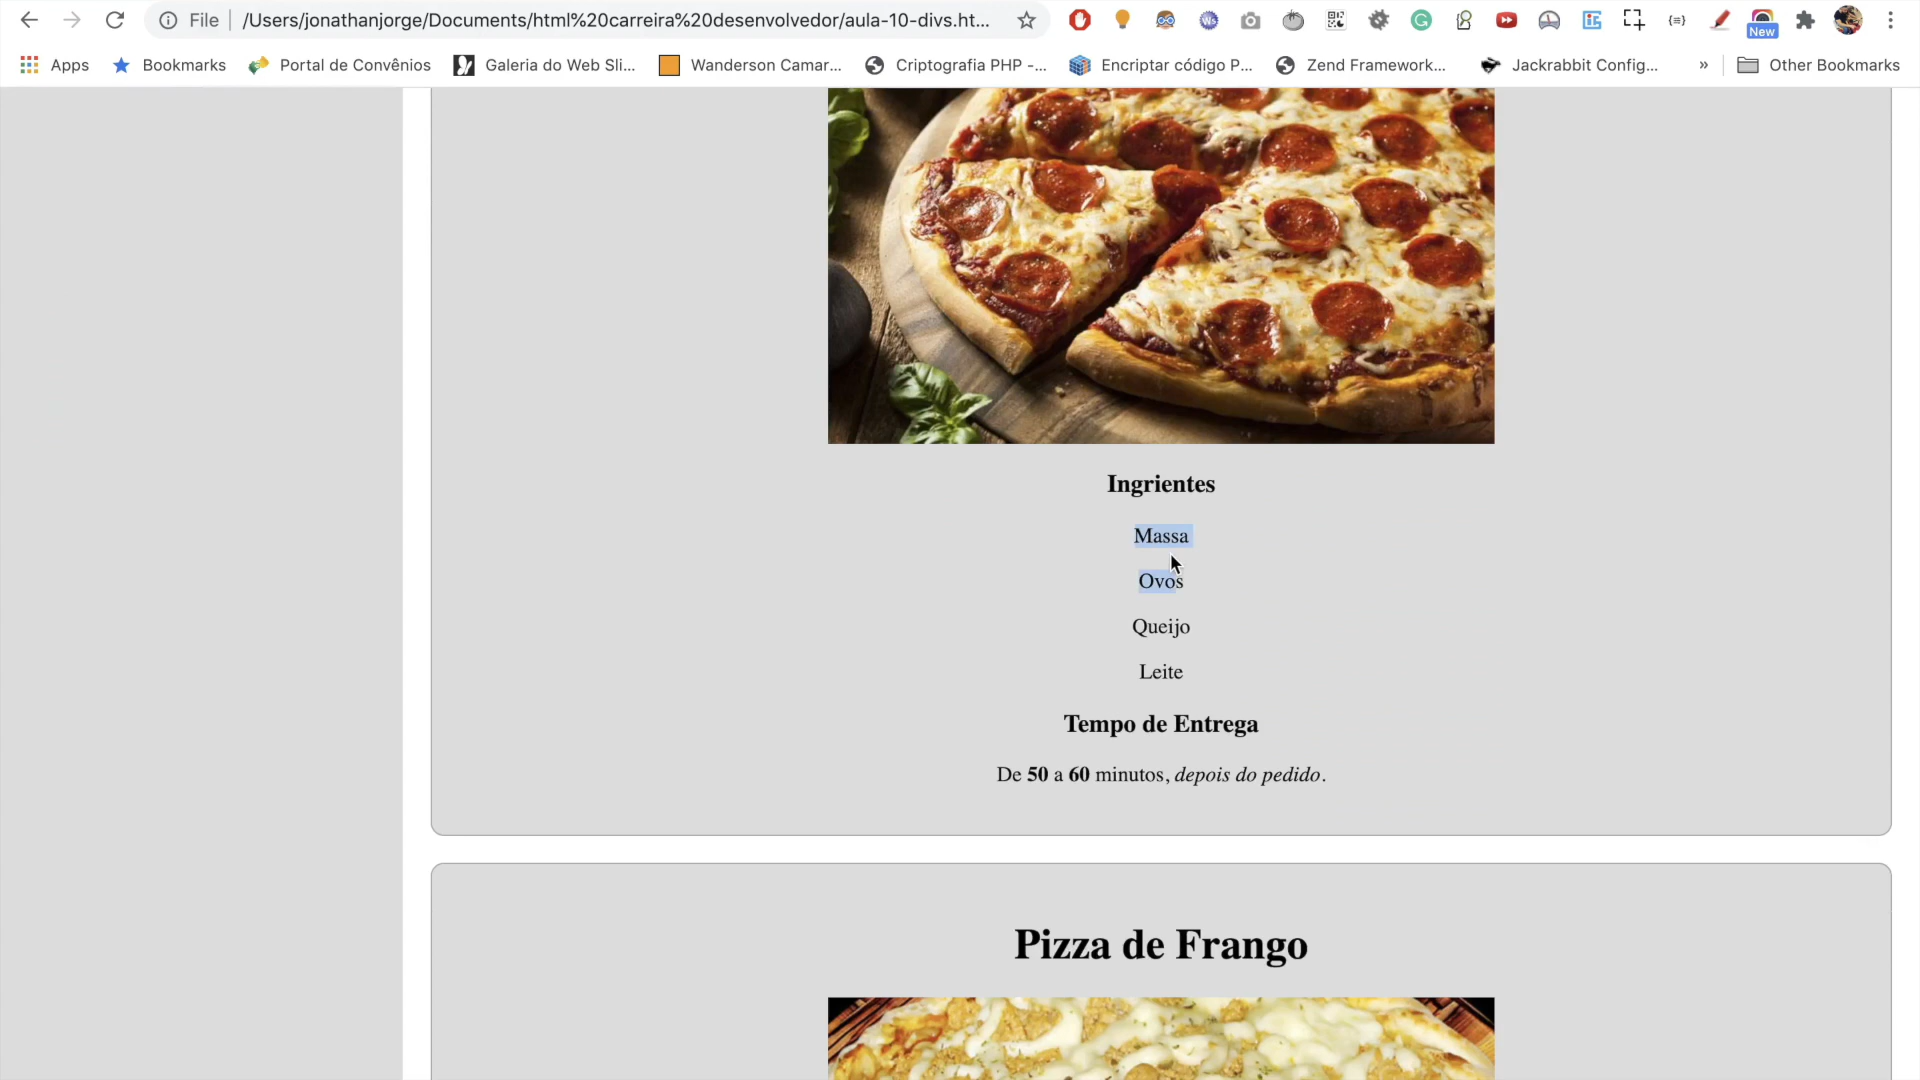 File
/Users/jonathanjorge/Documents/html%20carreira%20desenvolvedor/aula-10-divs.ht...
New
Apps
Bookmarks
Portal de Convênios
Galeria do Web Sli...
Wanderson Camar...
Criptografia PHP -...
Encriptar código P...
Zend Framework...
Jackrabbit Config...
»
Other Bookmarks
Ingrientes
Massa
Ovos
Queijo
Leite
Tempo de Entrega
De 50 a 60 minutos, depois do pedido.
Pizza de Frango